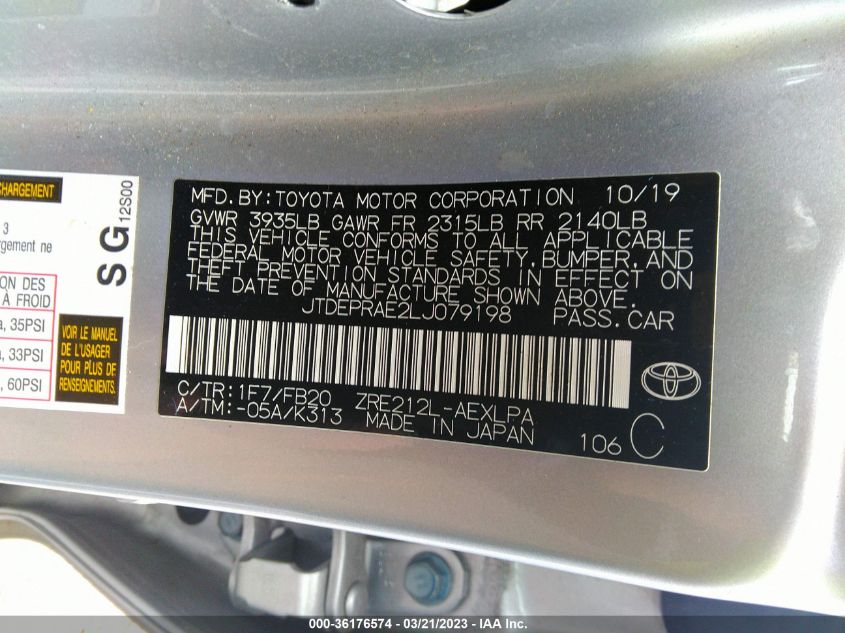 CHARGEMENT
3
rgement ne
ION DES
À FROID
a, 35PSI
a, 33PSI
, 60PSI
SG 12S00
VOIR LE MANUEL
DE L'USAGER
POUR PLUS DE
RENSEIGNEMENTS.
MFD. BY: TOYOTA MOTOR CORPORATION 10/19
GVWR 3935LB GAWR FR 2315LB RR 2140LB
THIS VEHICLE CONFORMS TO ALL APPLICABLE
FEDERAL MOTOR VEHICLE SAFETY, BUMPER, AND
THEFT PREVENTION STANDARDS IN EFFECT ON
THE DATE OF MANUFACTURE SHOWN ABOVE.
JTDEPRAE2LJ079198 PASS. CAR
C/TR: 1F7/FB20 ZRE212L-AEXLPA
A/TM: -05A/K313 MADE IN JAPAN
106 C
000-36176574 / 03/21/2023 - IAA Inc.